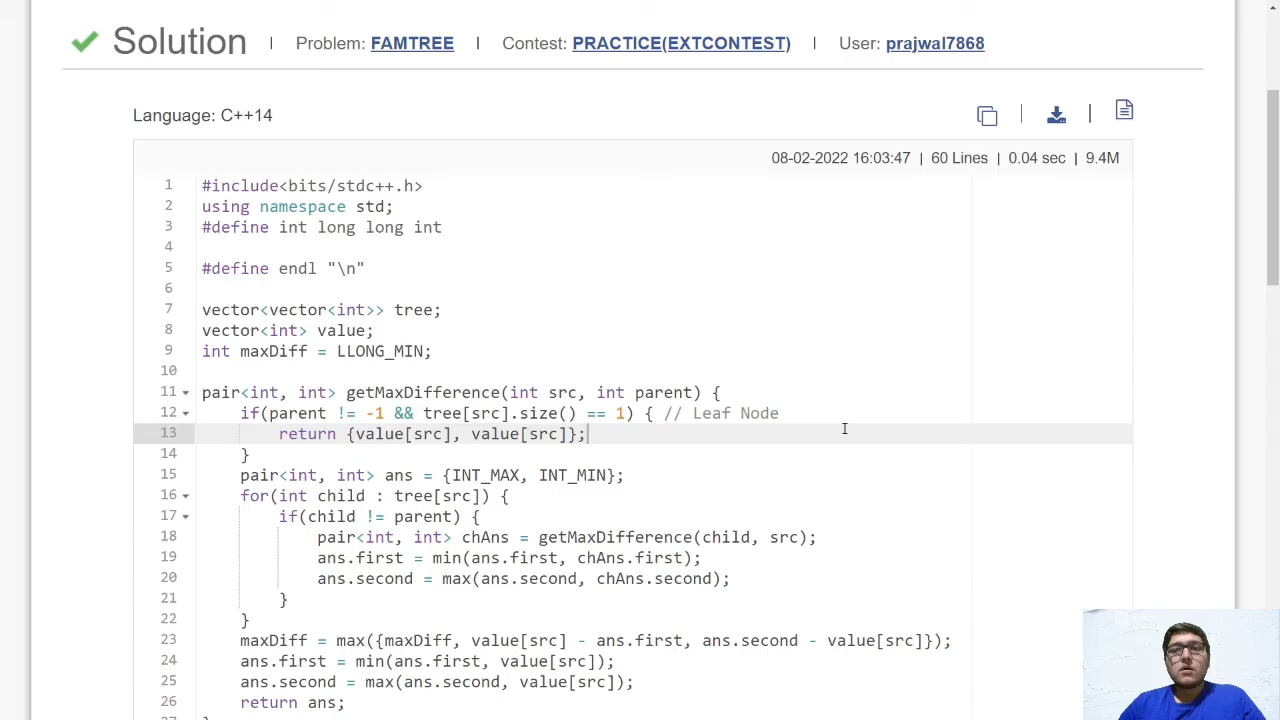 Solution | Problem: FAMTREE | Contest: PRACTICE(EXTCONTEST) | User: prajwal7868
Language: C++14
08-02-2022 16:03:47 | 60 Lines | 0.04 sec | 9.4M
1 #include<bits/stdc++.h>
2 using namespace std;
3 #define int long long int
4
5 #define endl "\n"
6
7 vector<vector<int>> tree;
8 vector<int> value;
9 int maxDiff = LLONG_MIN;
10
11 pair<int, int> getMaxDifference(int src, int parent) {
12 if(parent != -1 && tree[src].size() == 1) { // Leaf Node
13 return {value[src], value[src]};
14 }
15 pair<int, int> ans = {INT_MAX, INT_MIN};
16 for(int child : tree[src]) {
17 if(child != parent) {
18 pair<int, int> chAns = getMaxDifference(child, src);
19 ans.first = min(ans.first, chAns.first);
20 ans.second = max(ans.second, chAns.second);
21 }
22 }
23 maxDiff = max({maxDiff, value[src] - ans.first, ans.second - value[src]});
24 ans.first = min(ans.first, value[src]);
25 ans.second = max(ans.second, value[src]);
26 return ans;